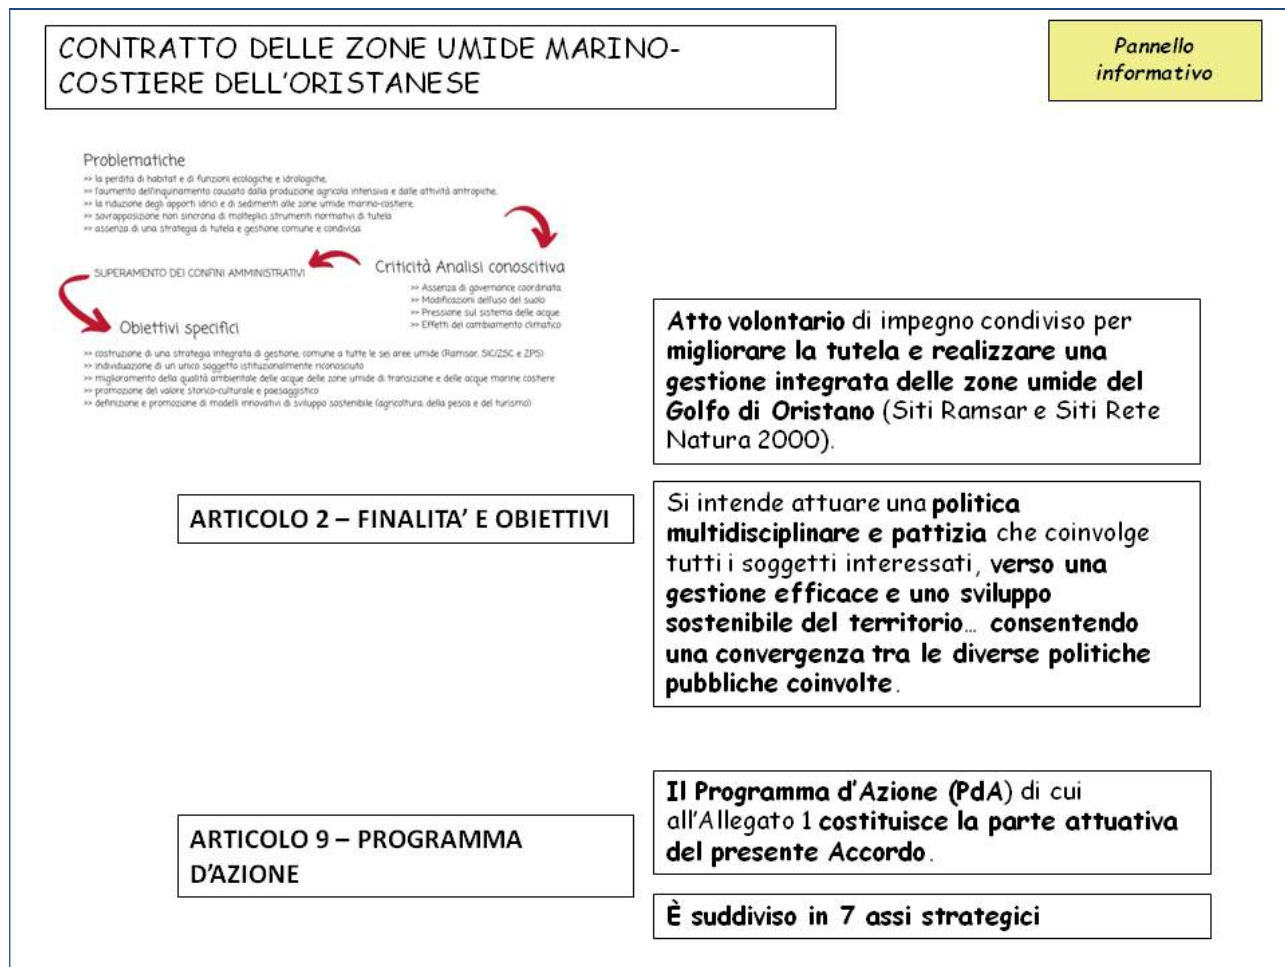 CONTRATTO DELLE ZONE UMIDE MARINO-
COSTIERE DELL'ORISTANESE
Pannello
informativo
Problematiche
>> la perdita di habitat e di funzioni ecologiche e idrologiche,
>> l'aumento dell'inquinamento causato dalla produzione agricola intensiva e dalle attività antropiche,
>> la riduzione degli apporti idrici e di sedimenti alle zone umide marino-costiere,
>> sovrapposizione non sincrona di molteplici strumenti normativi di tutela
>> assenza di una strategia di tutela e gestione comune e condivisa
SUPERAMENTO DEI CONFINI AMMINISTRATIVI
Criticità Analisi conoscitiva
>> Assenza di governance coordinata
>> Modificazioni dell'uso del suolo
>> Pressione sul sistema delle acque
>> Effetti del cambiamento climatico
Obiettivi specifici
>> costruzione di una strategia integrata di gestione, comune a tutte le sei aree umide (Ramsar, SIC/ZSC e ZPS)
>> individuazione di un unico soggetto istituzionalmente riconosciuto
>> miglioramento della qualità ambientale delle acque delle zone umide di transizione e delle acque marine costiere
>> promozione del valore storico-culturale e paesaggistico
>> definizione e promozione di modelli innovativi di sviluppo sostenibile (agricoltura, della pesca e del turismo)
Atto volontario di impegno condiviso per
migliorare la tutela e realizzare una
gestione integrata delle zone umide del
Golfo di Oristano (Siti Ramsar e Siti Rete
Natura 2000).
ARTICOLO 2 – FINALITA' E OBIETTIVI
Si intende attuare una politica
multidisciplinare e pattizia che coinvolge
tutti i soggetti interessati, verso una
gestione efficace e uno sviluppo
sostenibile del territorio… consentendo
una convergenza tra le diverse politiche
pubbliche coinvolte.
ARTICOLO 9 – PROGRAMMA
D'AZIONE
Il Programma d'Azione (PdA) di cui
all'Allegato 1 costituisce la parte attuativa
del presente Accordo.
È suddiviso in 7 assi strategici